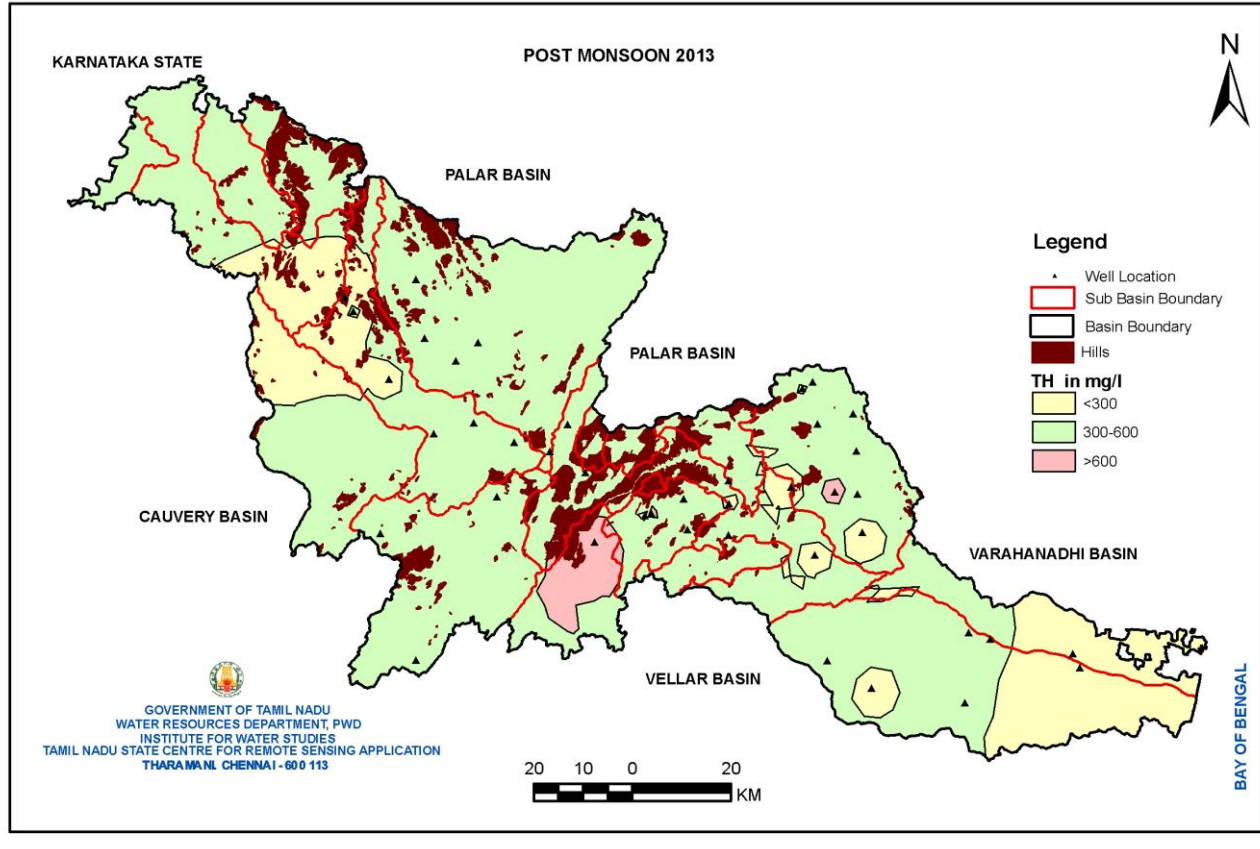 POST MONSOON 2013
KARNATAKA STATE
N
PALAR BASIN
Legend
Well Location
Sub Basin Boundary
Basin Boundary
Hills
TH in mg/l
<300
300-600
>600
PALAR BASIN
CAUVERY BASIN
VARAHANADHI BASIN
VELLAR BASIN
BAY OF BENGAL
GOVERNMENT OF TAMIL NADU
WATER RESOURCES DEPARTMENT, PWD
INSTITUTE FOR WATER STUDIES
TAMIL NADU STATE CENTRE FOR REMOTE SENSING APPLICATION
THARAMANI. CHENNAI - 600 113
20 10 0 20
KM